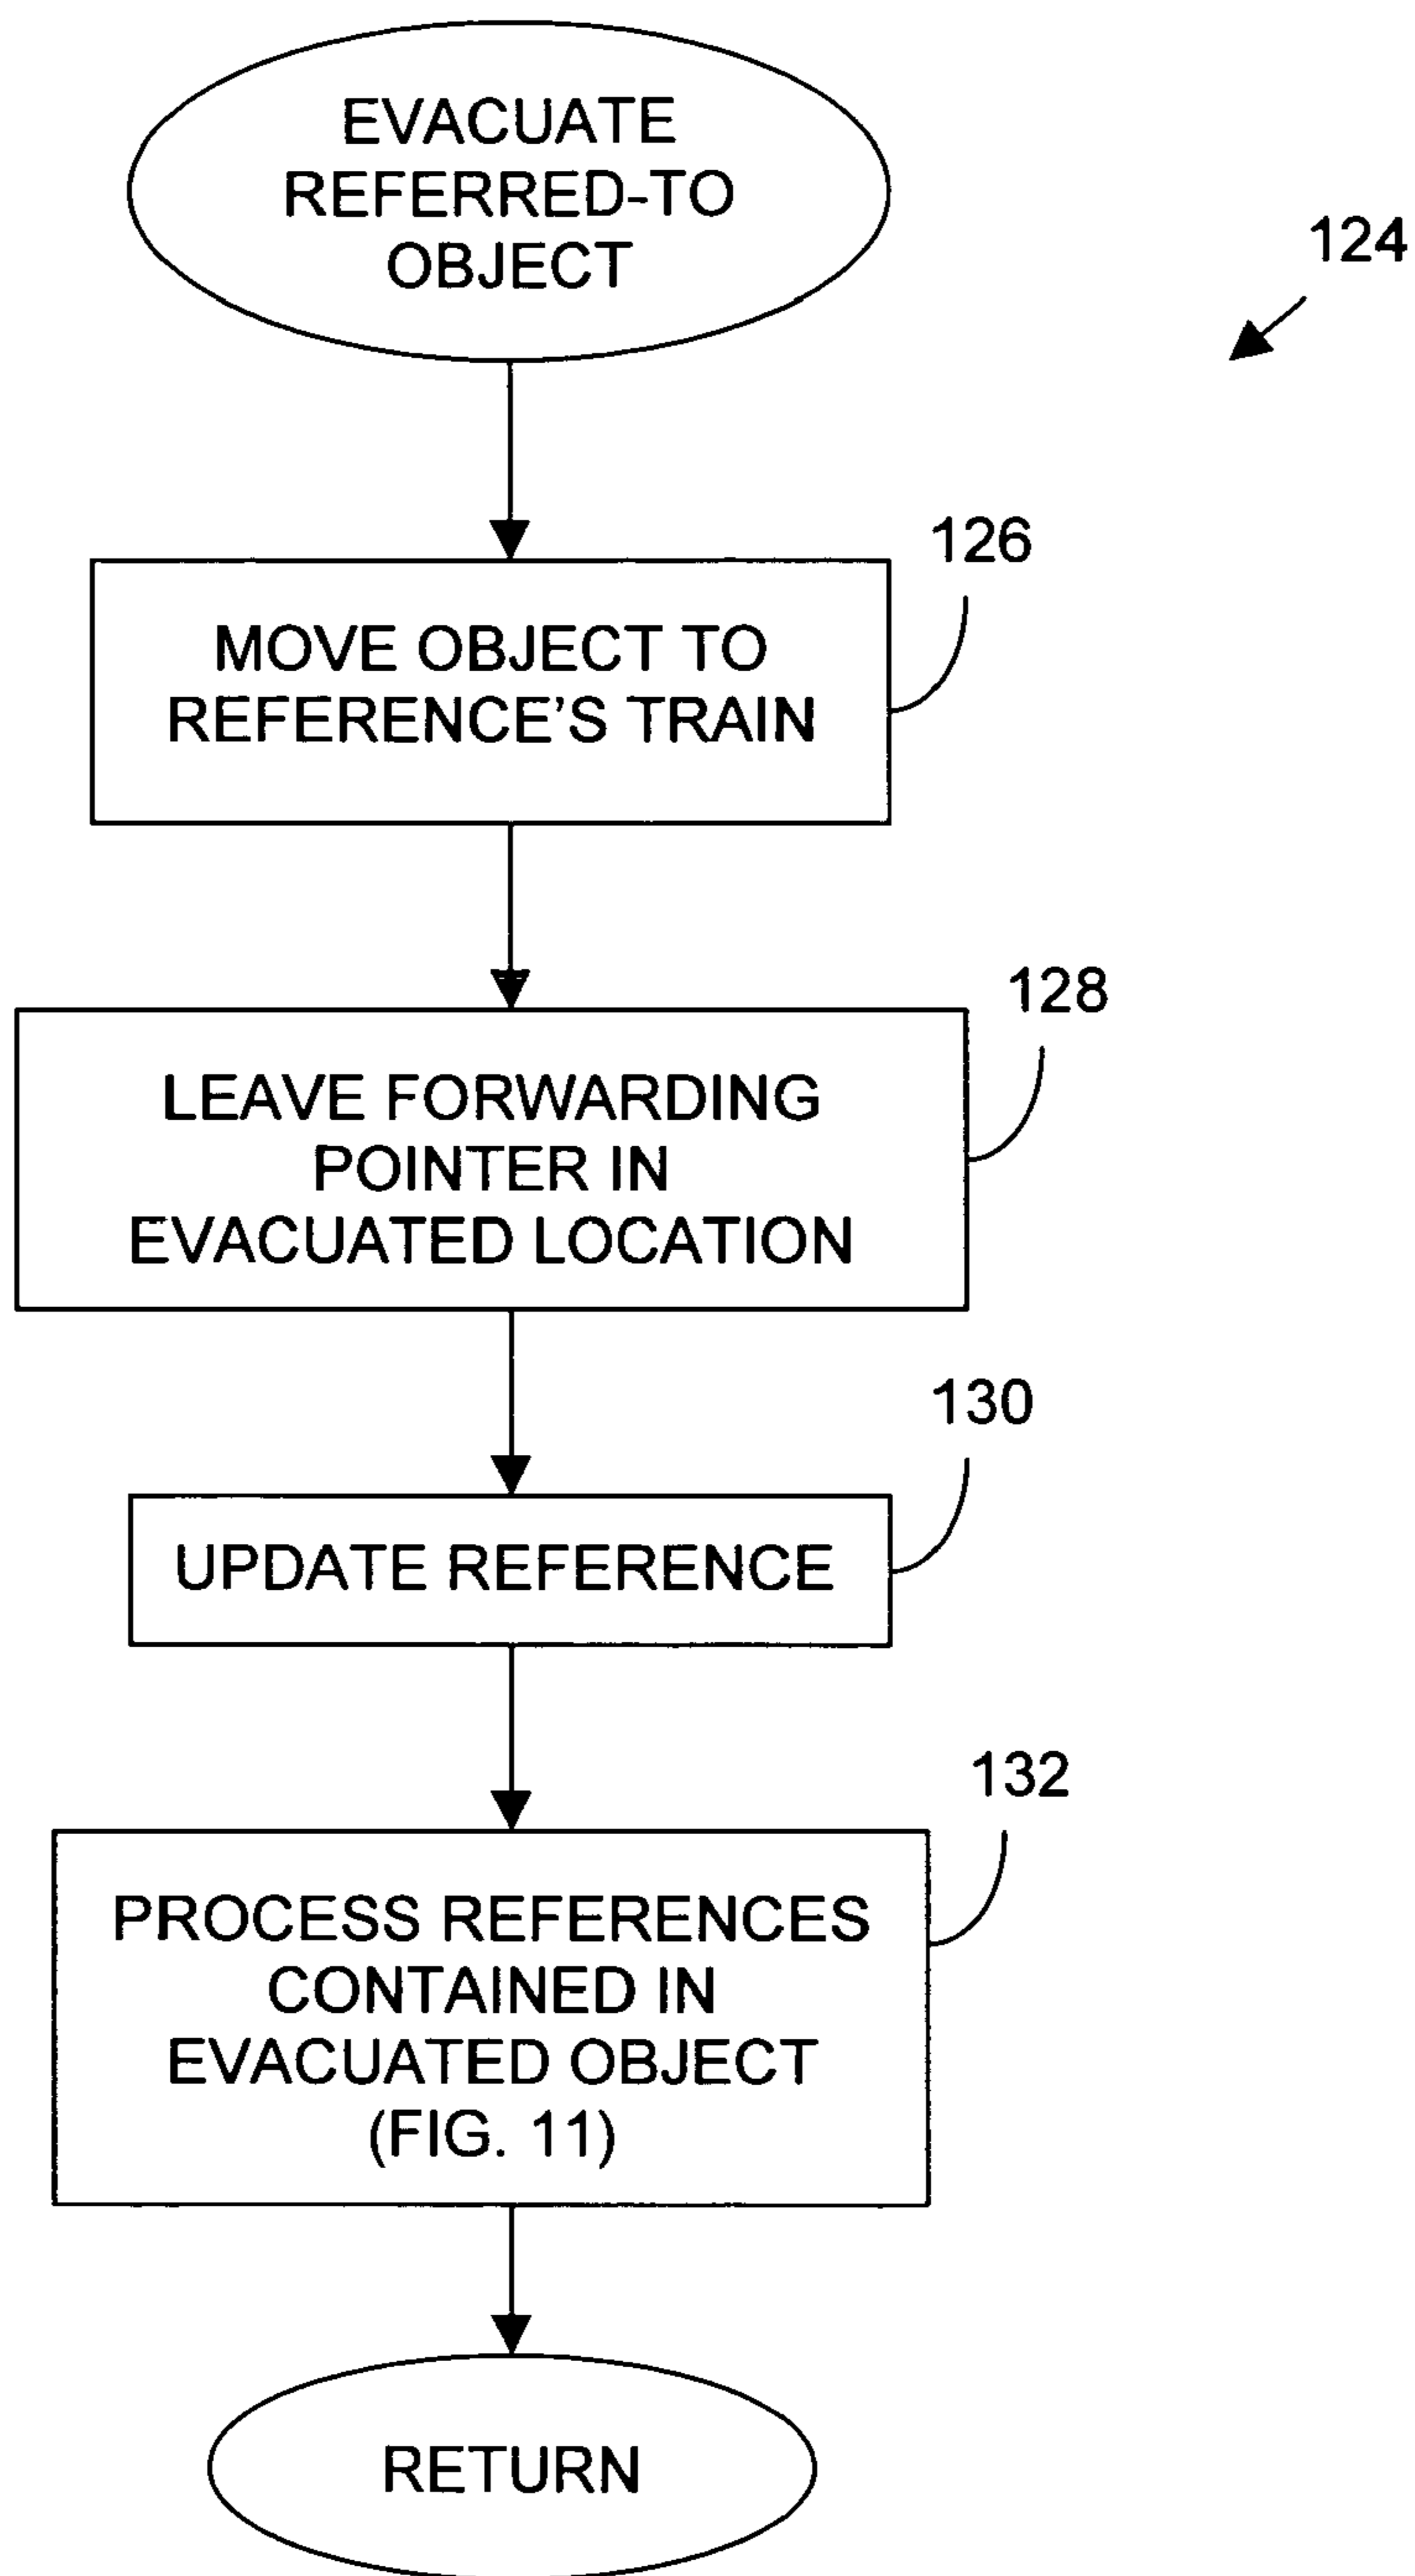 EVACUATE
REFERRED-TO
OBJECT
124
126
MOVE OBJECT TO
REFERENCE'S TRAIN
128
LEAVE FORWARDING
POINTER IN
EVACUATED LOCATION
130
UPDATE REFERENCE
132
PROCESS REFERENCES
CONTAINED IN
EVACUATED OBJECT
(FIG. 11)
RETURN